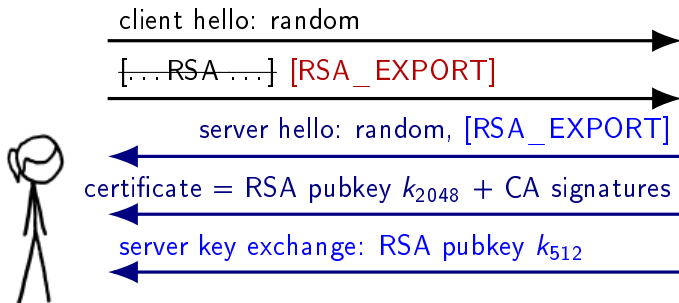 client hello: random
[...RSA ...] [RSA_EXPORT]
server hello: random, [RSA_EXPORT]
certificate = RSA pubkey k2048 + CA signatures
server key exchange: RSA pubkey k512